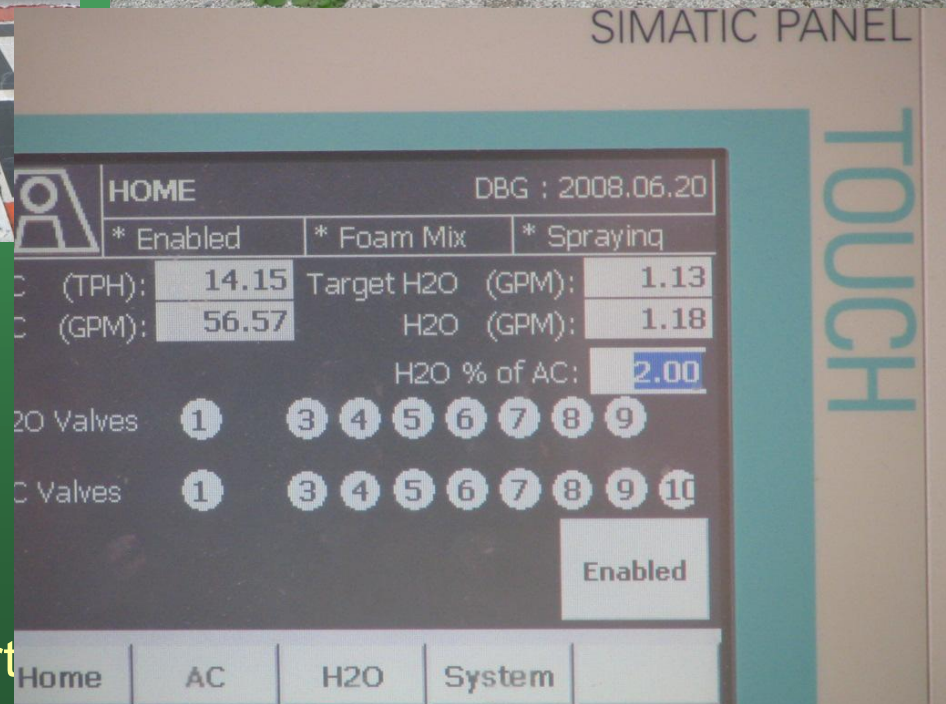 SIMATIC PANEL
TOUCH
HOME DBG : 2008.06.20
* Enabled * Foam Mix * Spraying
C (TPH): 14.15 Target H2O (GPM): 1.13
C (GPM): 56.57 H2O (GPM): 1.18
H2O % of AC: 2.00
2O Valves 1 3 4 5 6 7 8 9
C Valves 1 3 4 5 6 7 8 9 10
Enabled
Home AC H2O System